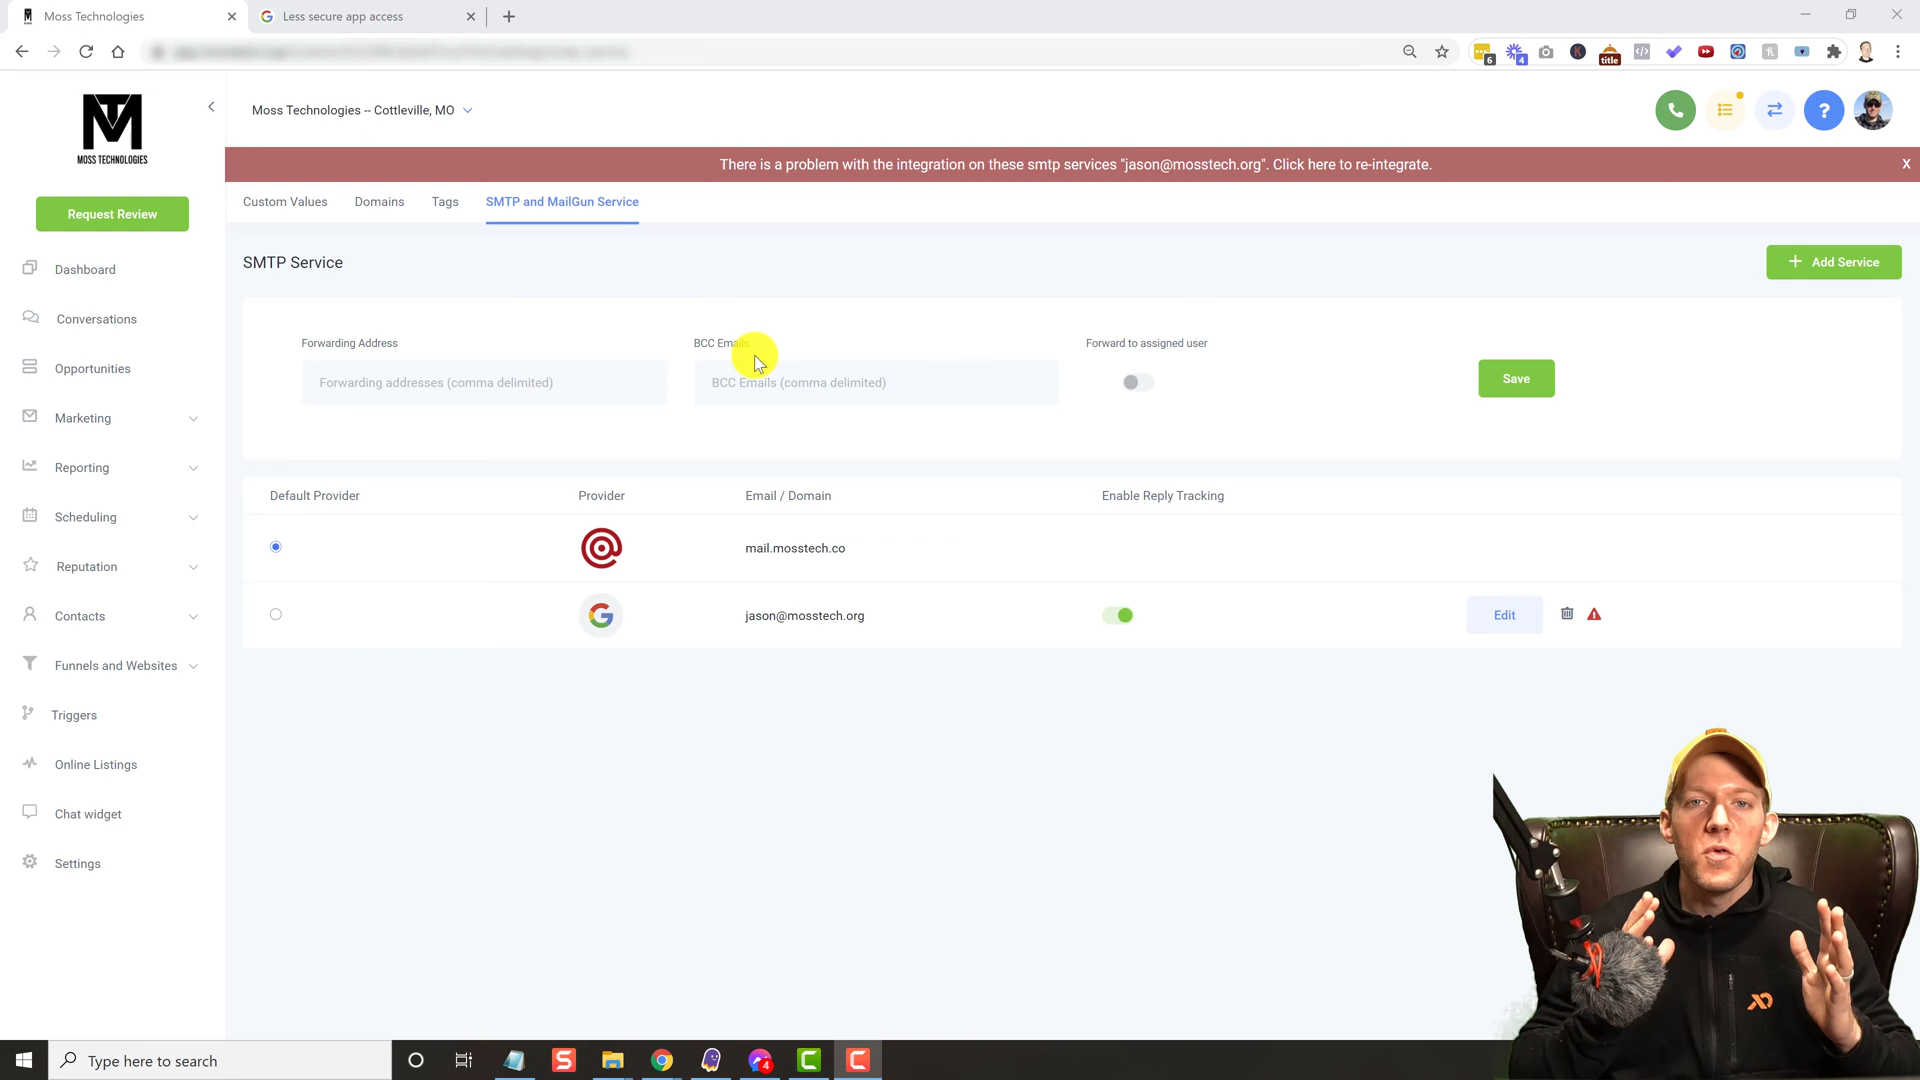 Moss Technologies
Less secure app access
6
4
title
MOSS TECHNOLOGIES
Moss Technologies -- Cottleville, MO
?
There is a problem with the integration on these smtp services "jason@mosstech.org". Click here to re-integrate.
X
Request Review
Custom Values
Domains
Tags
SMTP and MailGun Service
SMTP Service
+ Add Service
Dashboard
Conversations
Opportunities
Marketing
Reporting
Scheduling
Reputation
Contacts
Funnels and Websites
Triggers
Online Listings
Chat widget
Settings
Forwarding Address
BCC Emails
Forward to assigned user
Forwarding addresses (comma delimited)
BCC Emails (comma delimited)
Save
Default Provider
Provider
Email / Domain
Enable Reply Tracking
mail.mosstech.co
jason@mosstech.org
Edit
Type here to search
4